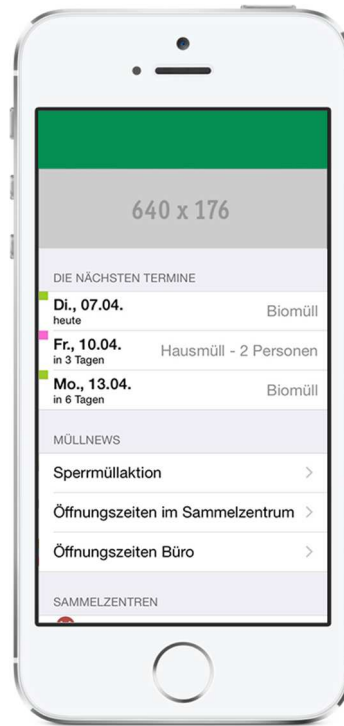 640 x 176
DIE NÄCHSTEN TERMINE
Di., 07.04.
heute
Biomüll
Fr., 10.04.
in 3 Tagen
Hausmüll - 2 Personen
Mo., 13.04.
in 6 Tagen
Biomüll
MÜLLNEWS
Sperrmüllaktion
Öffnungszeiten im Sammelzentrum
Öffnungszeiten Büro
SAMMELZENTREN